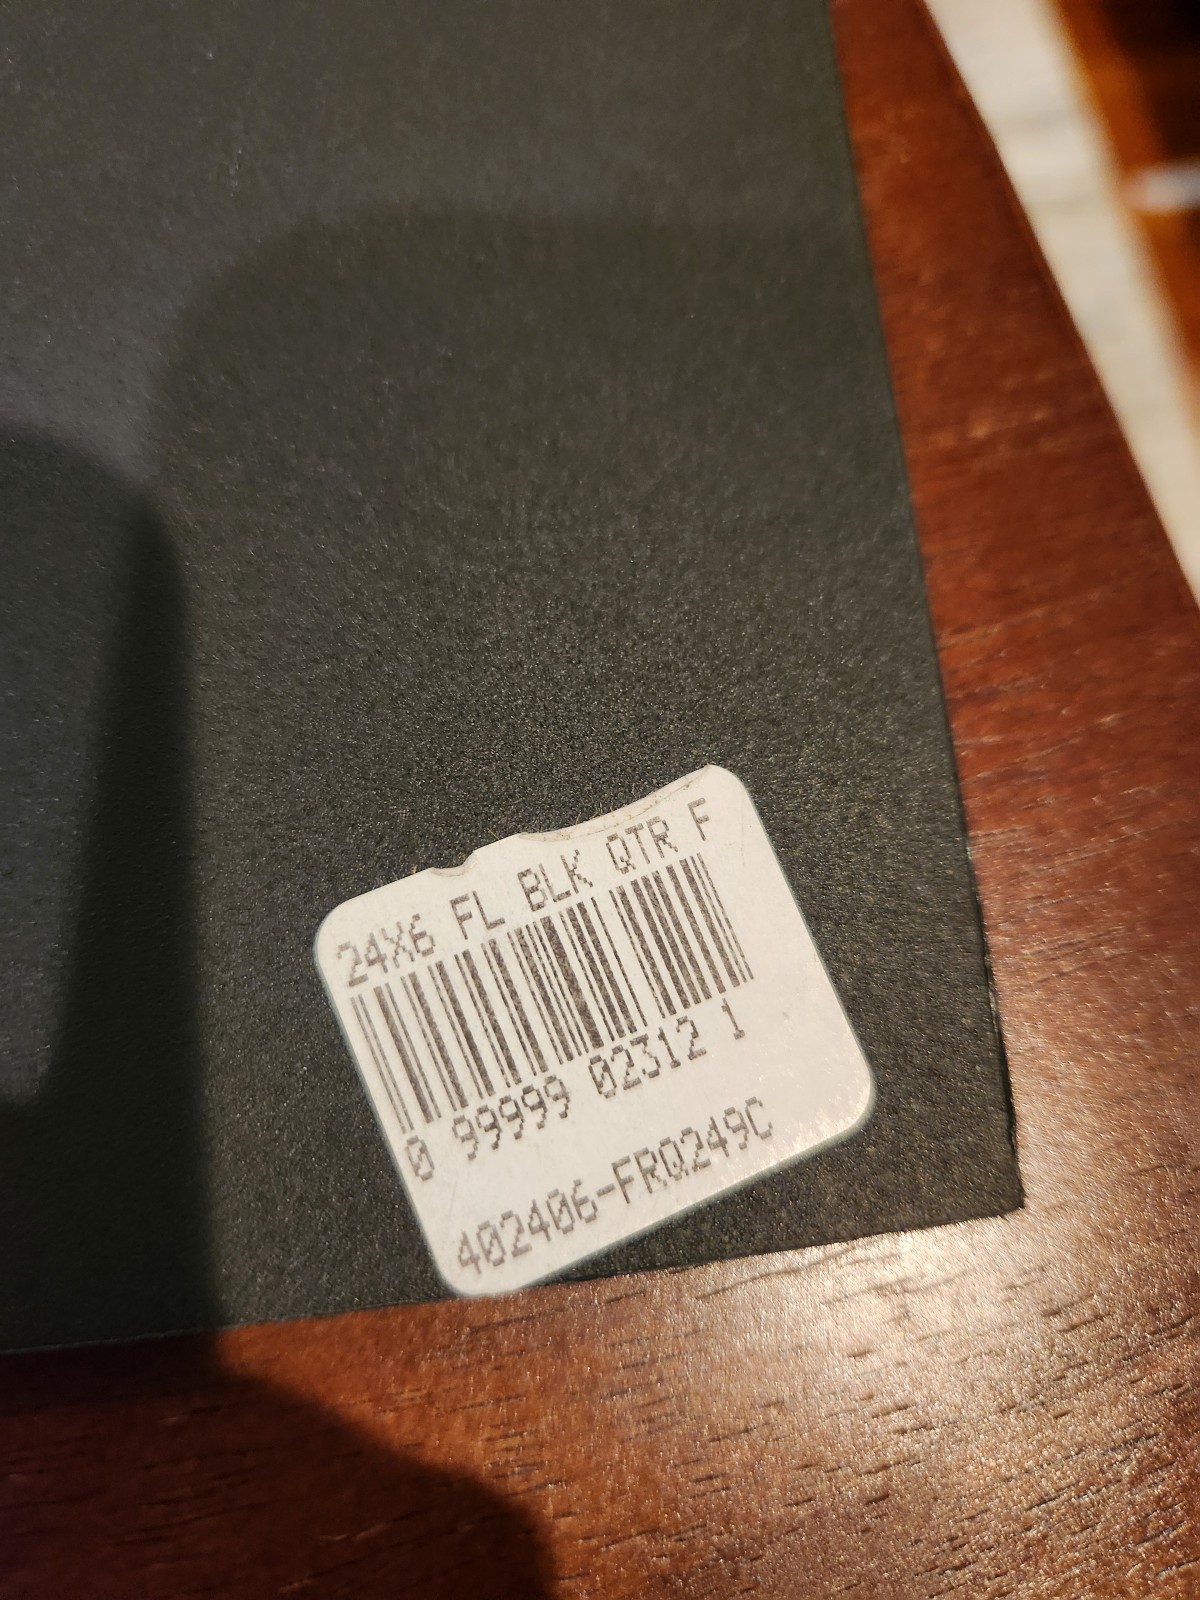 24X6 FL BLK QTR F
0 99999 02312 1
402406-FRQ249C